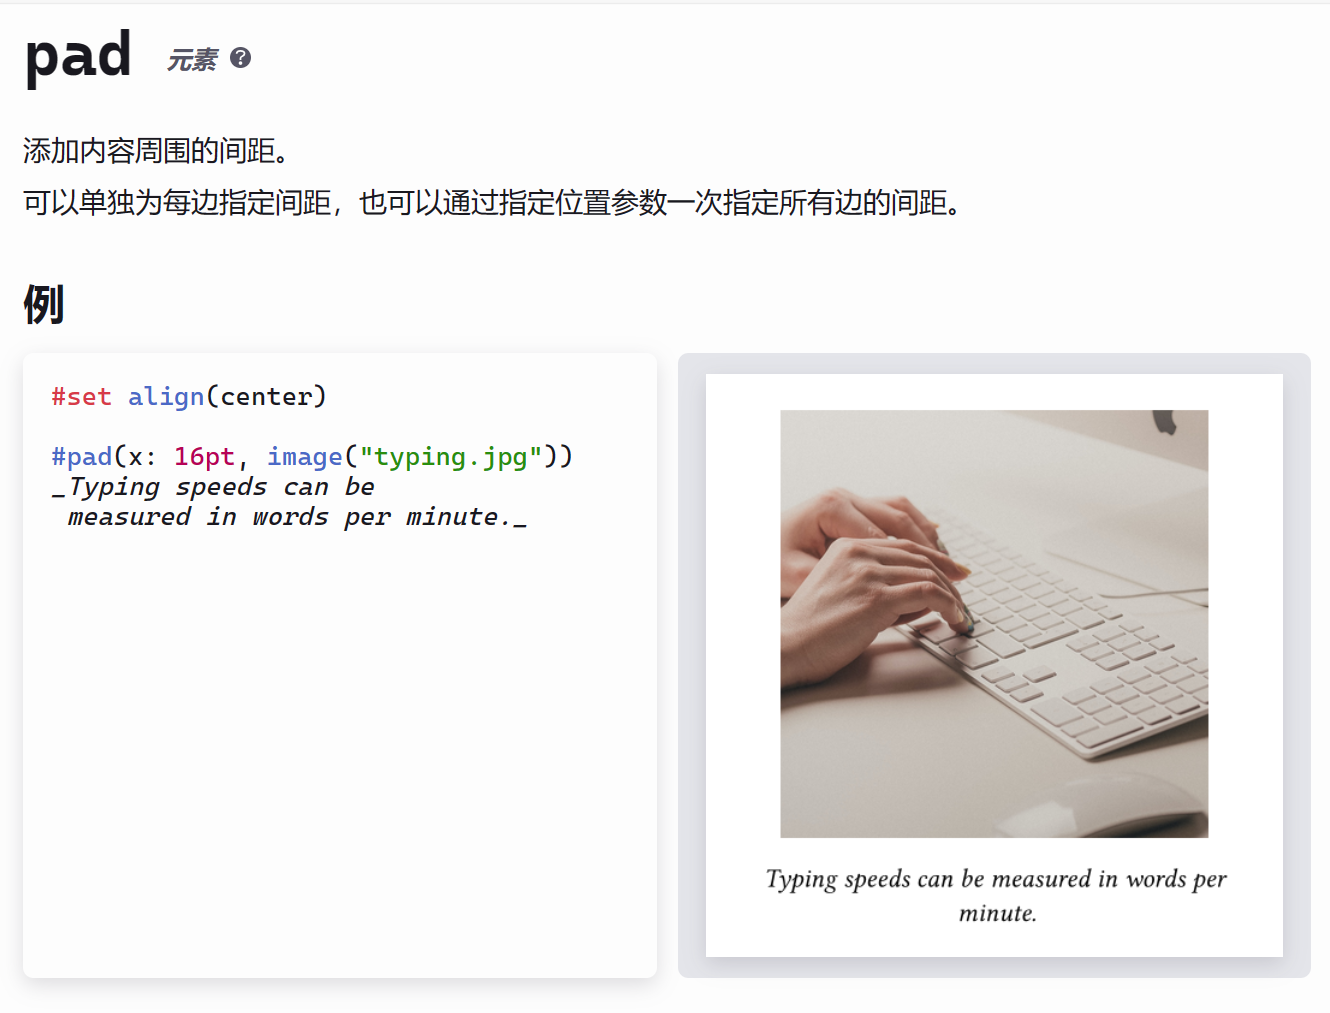 pad 元素 ?
添加内容周围的间距。
可以单独为每边指定间距，也可以通过指定位置参数一次指定所有边的间距。
例
#set align(center)
#pad(x: 16pt, image("typing.jpg"))
_Typing speeds can be
measured in words per minute._
Typing speeds can be measured in words per
minute.